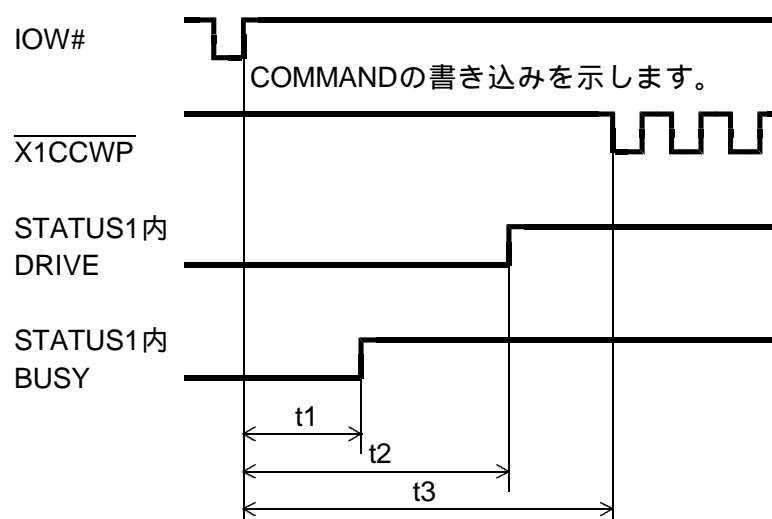 IOW#
COMMANDの書き込みを示します。
X1CCWP
STATUS1内
DRIVE
STATUS1内
BUSY
t1
t2
t3